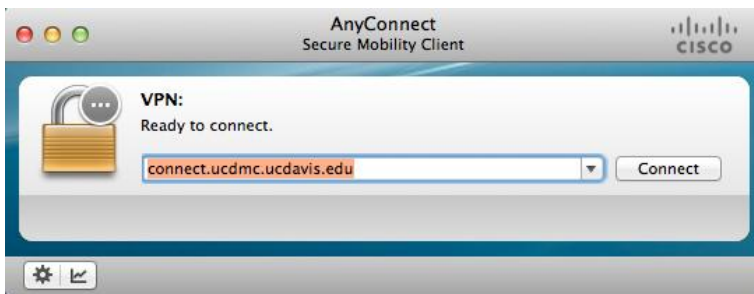 AnyConnect
Secure Mobility Client
CISCO
VPN:
Ready to connect.
connect.ucdmc.ucdavis.edu
Connect